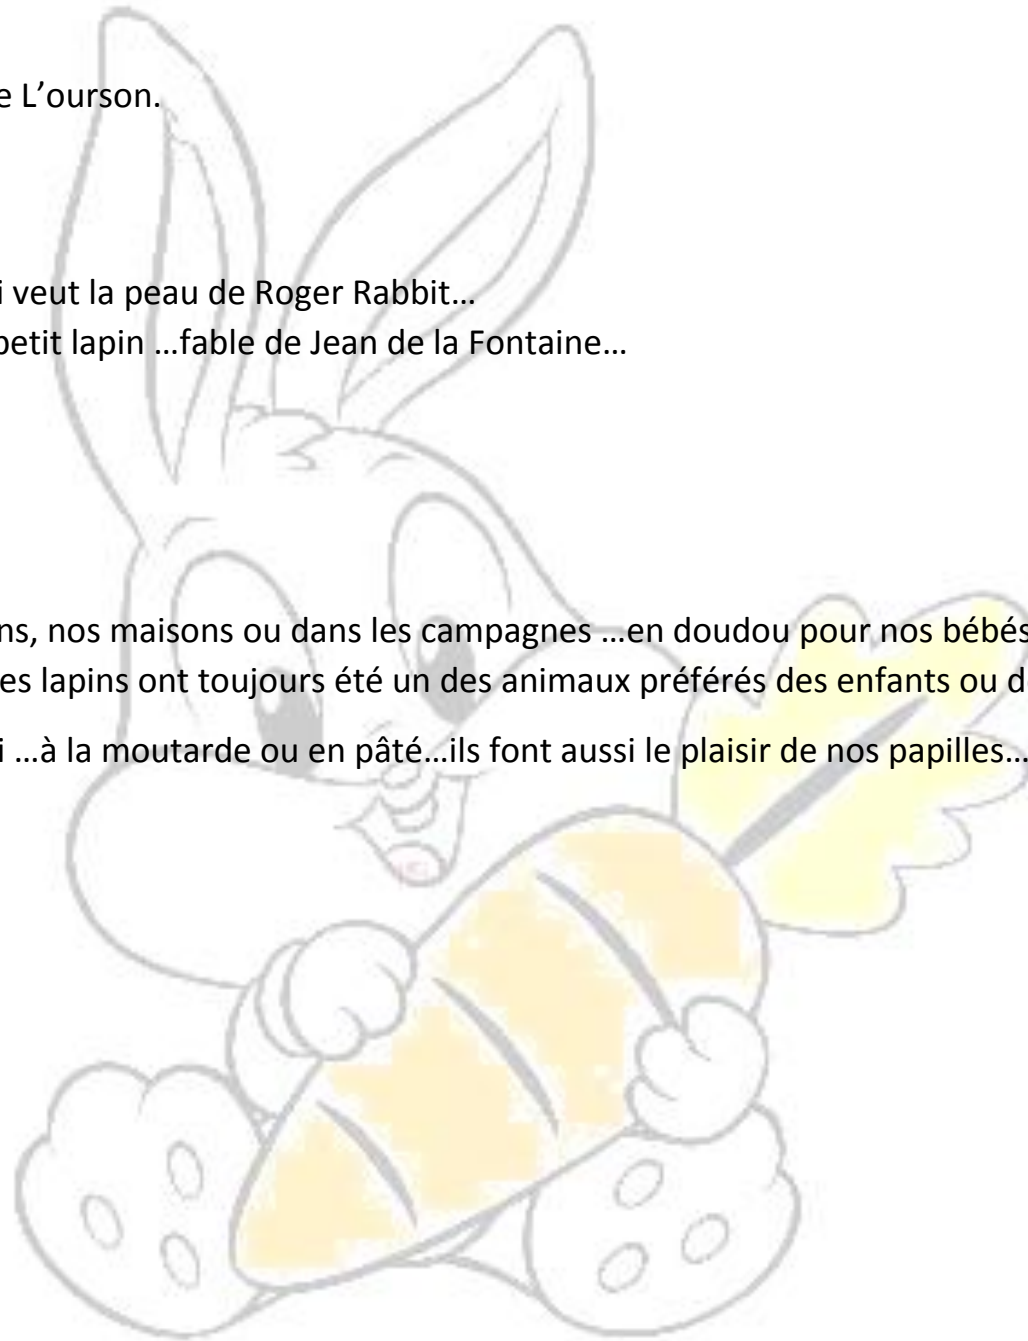 e L’ourson.
i veut la peau de Roger Rabbit…
petit lapin …fable de Jean de la Fontaine…
ns, nos maisons ou dans les campagnes …en doudou pour nos bébés
es lapins ont toujours été un des animaux préférés des enfants ou d
i …à la moutarde ou en pâté…ils font aussi le plaisir de nos papilles…